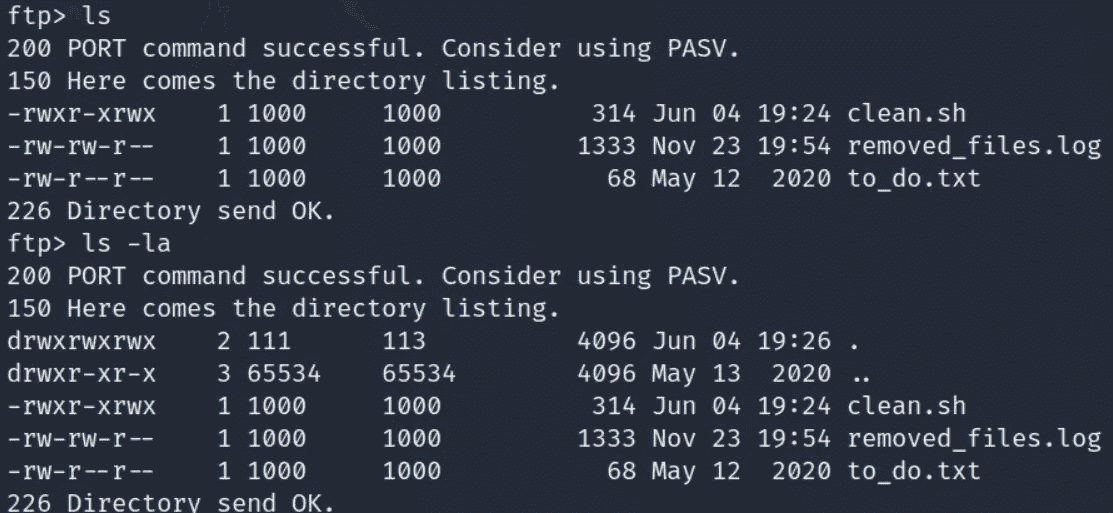 ftp> ls
200 PORT command successful. Consider using PASV.
150 Here comes the directory listing.
-rwxr-xrwx    1 1000     1000          314 Jun 04 19:24 clean.sh
-rw-rw-r--    1 1000     1000         1333 Nov 23 19:54 removed_files.log
-rw-r--r--    1 1000     1000           68 May 12  2020 to_do.txt
226 Directory send OK.
ftp> ls -la
200 PORT command successful. Consider using PASV.
150 Here comes the directory listing.
drwxrwxrwx    2 111      113          4096 Jun 04 19:26 .
drwxr-xr-x    3 65534    65534        4096 May 13  2020 ..
-rwxr-xrwx    1 1000     1000          314 Jun 04 19:24 clean.sh
-rw-rw-r--    1 1000     1000         1333 Nov 23 19:54 removed_files.log
-rw-r--r--    1 1000     1000           68 May 12  2020 to_do.txt
226 Directory send OK.